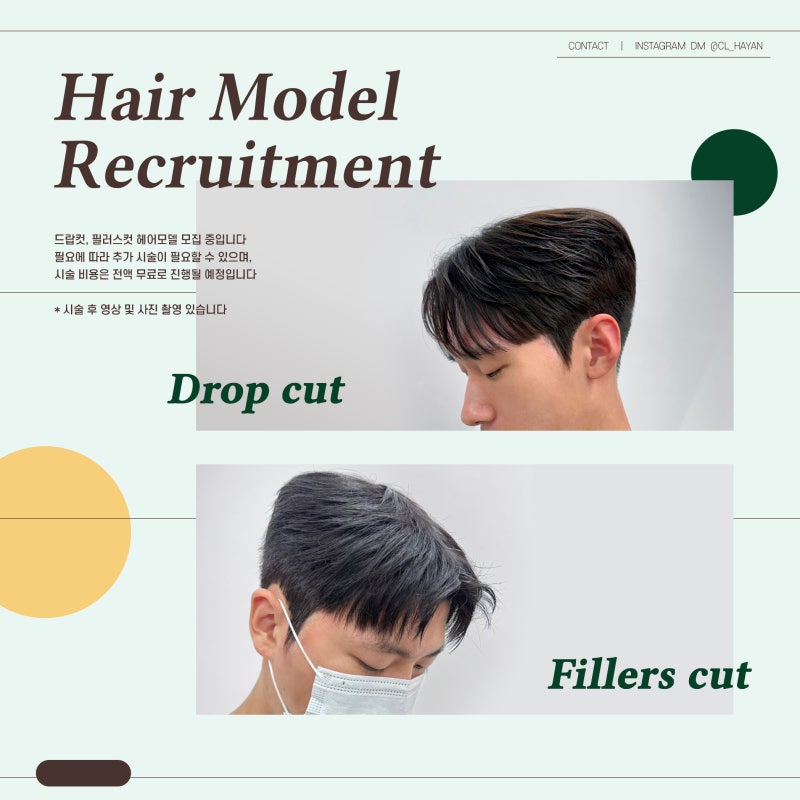 CONTACT | INSTAGRAM DM @CL_HAYAN
Hair Model
Recruitment
드랍컷, 필러스컷 헤어모델 모집 중입니다
필요에 따라 추가 시술이 필요할 수 있으며,
시술 비용은 전액 무료로 진행될 예정입니다
* 시술 후 영상 및 사진 촬영 있습니다
Drop cut
Fillers cut